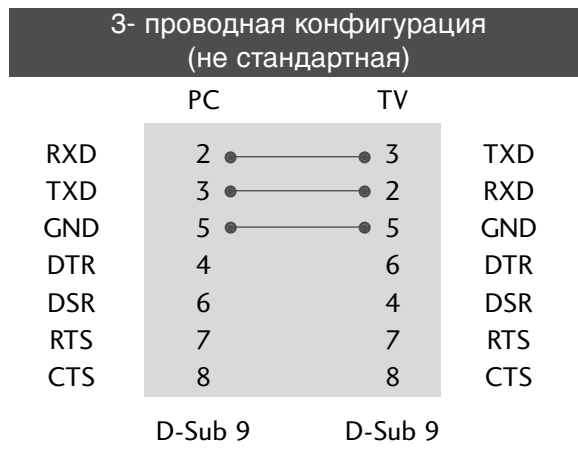 3- проводная конфигурация
(не стандартная)
PC TV
RXD 2 3 TXD
TXD 3 2 RXD
GND 5 5 GND
DTR 4 6 DTR
DSR 6 4 DSR
RTS 7 7 RTS
CTS 8 8 CTS
D-Sub 9 D-Sub 9